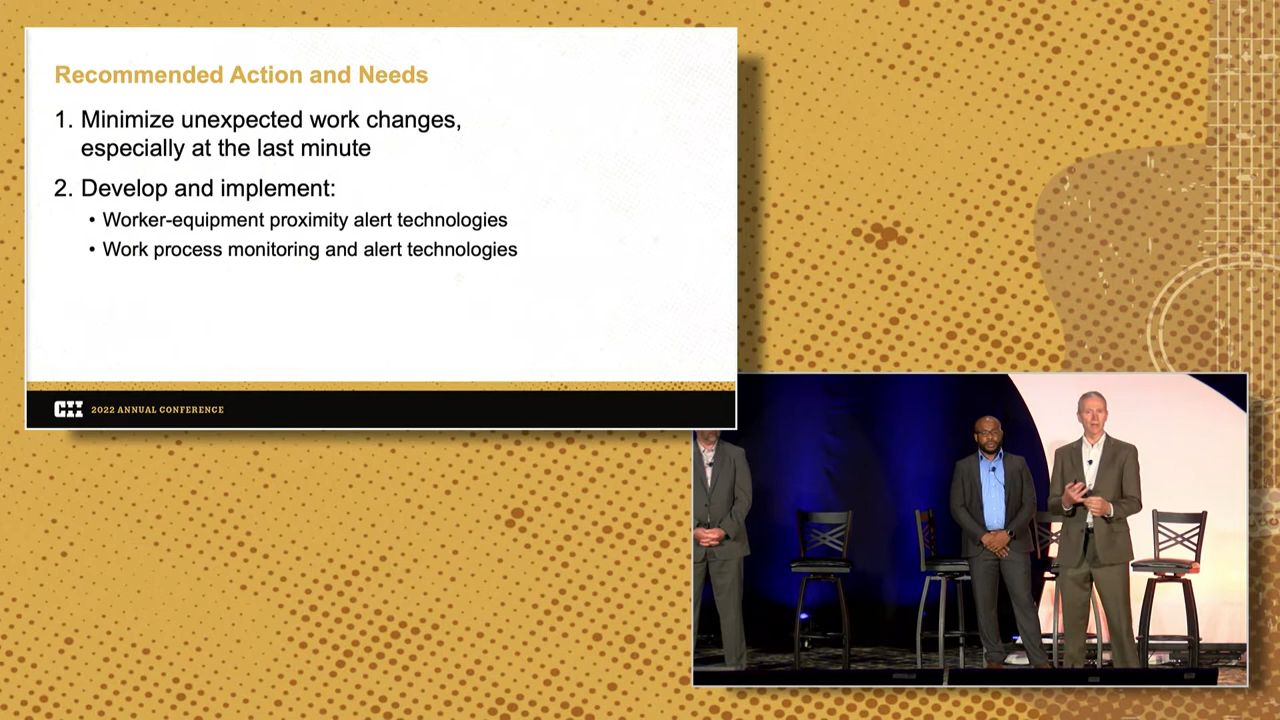 Recommended Action and Needs
1. Minimize unexpected work changes,
especially at the last minute
2. Develop and implement:
• Worker-equipment proximity alert technologies
• Work process monitoring and alert technologies
CII 2022 ANNUAL CONFERENCE